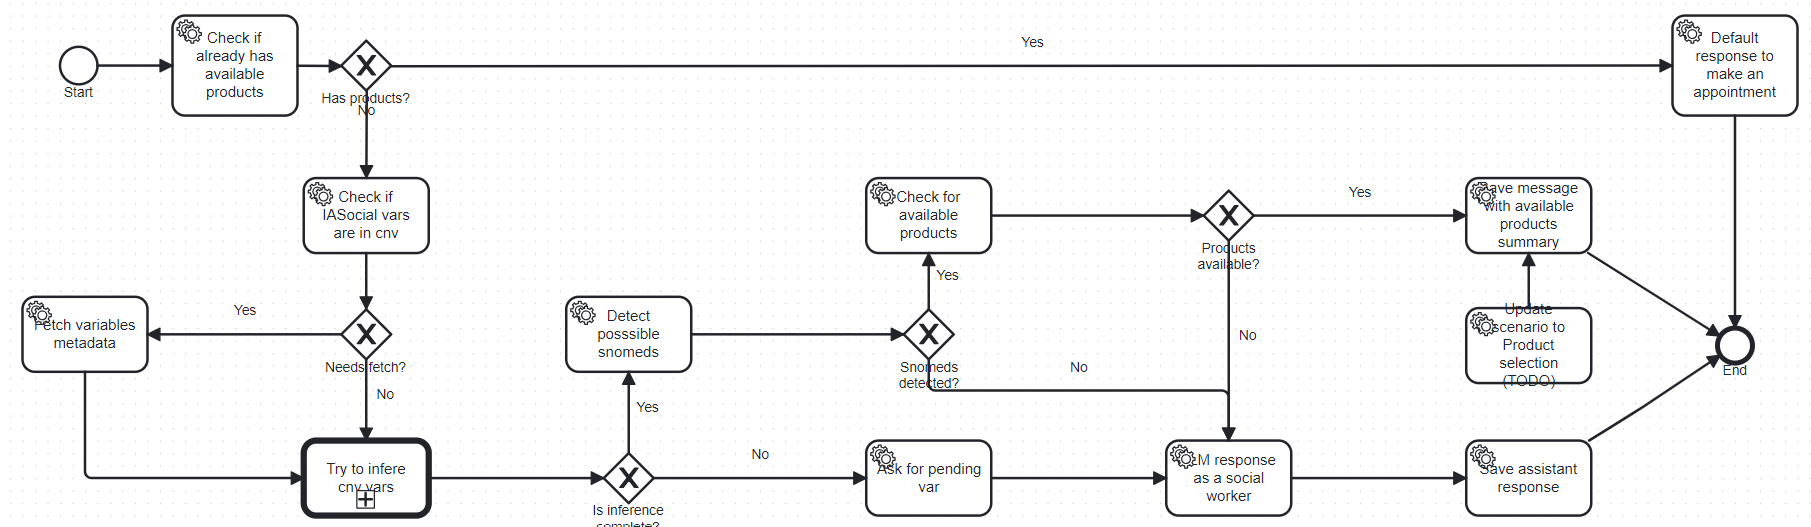 Start
Check if
already has
available
products
Has products?
No
Yes
Default
response to
make an
appointment
Check if
IASocial vars
are in cnv
Needs fetch?
Yes
Fetch variables
metadata
No
Try to infere
cnv vars
Is inference
complete?
Yes
Detect
posssible
snomeds
Snomeds
detected?
Yes
Check for
available
products
Products
available?
Yes
Save message
with available
products
summary
Update
scenario to
Product
selection
(TODO)
No
No
No
Ask for pending
var
LM response
as a social
worker
Save assistant
response
End